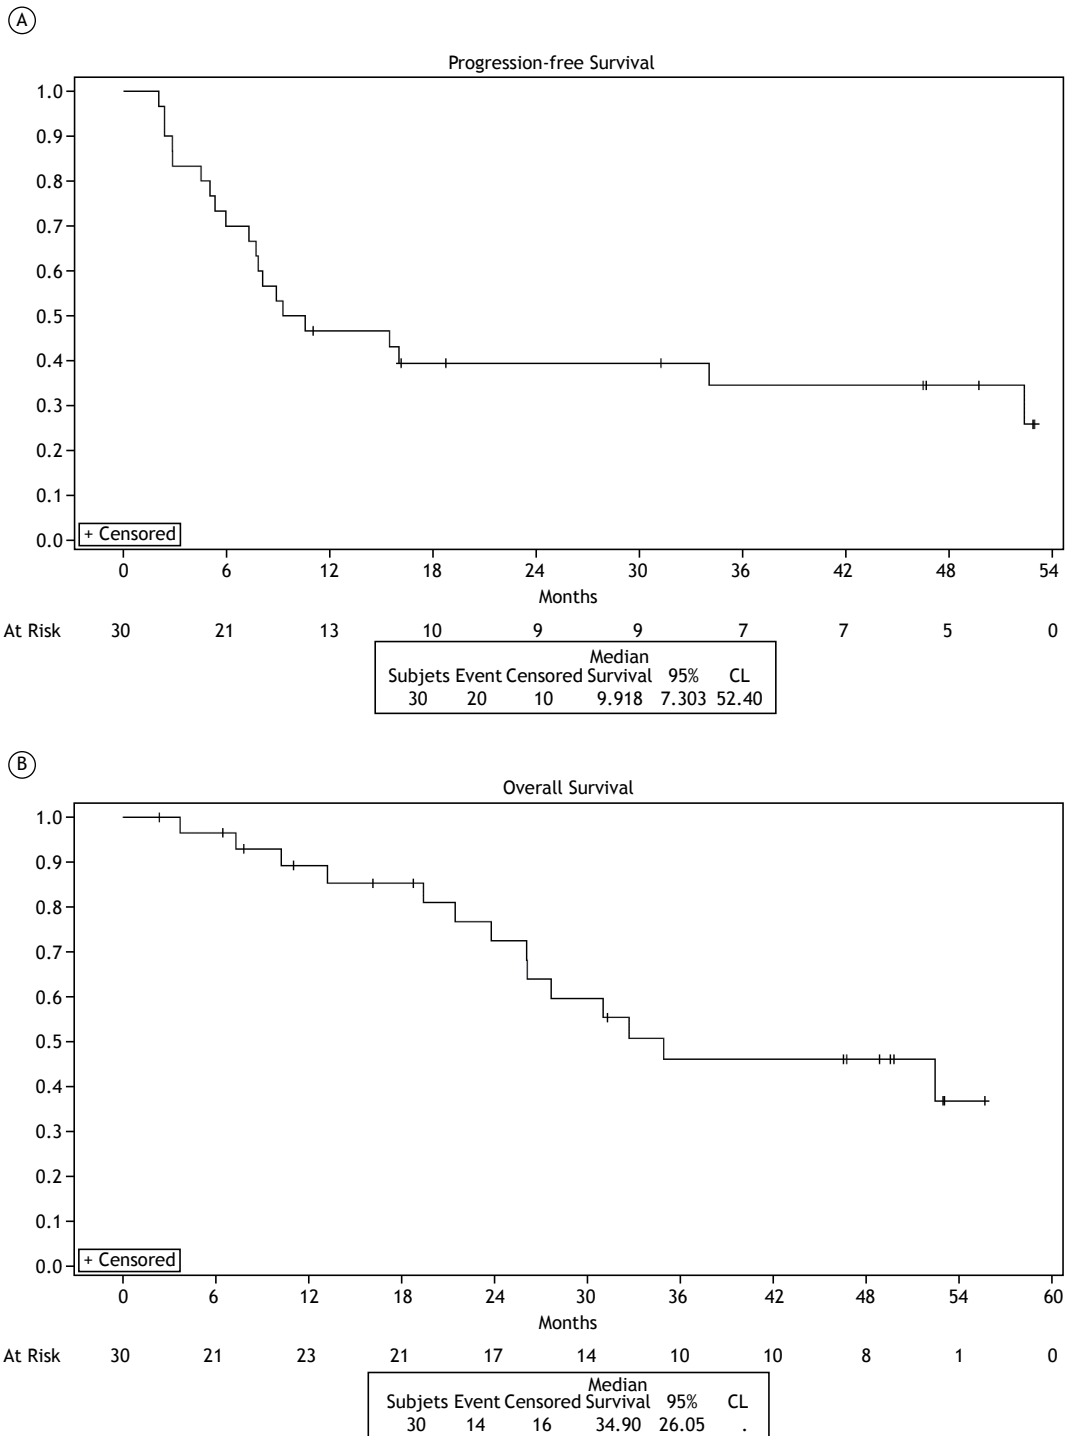 A
Progression-free Survival
1.0
0.9
0.8
0.7
0.6
0.5
0.4
0.3
0.2
0.1
0.0
+ Censored
0 6 12 18 24 30 36 42 48 54
Months
At Risk 30 21 13 10 9 9 7 7 5 0
Median
Subjets Event Censored Survival 95% CL
30 20 10 9.918 7.303 52.40
B
Overall Survival
1.0
0.9
0.8
0.7
0.6
0.5
0.4
0.3
0.2
0.1
0.0
+ Censored
0 6 12 18 24 30 36 42 48 54 60
Months
At Risk 30 21 23 21 17 14 10 10 8 1 0
Median
Subjets Event Censored Survival 95% CL
30 14 16 34.90 26.05 .